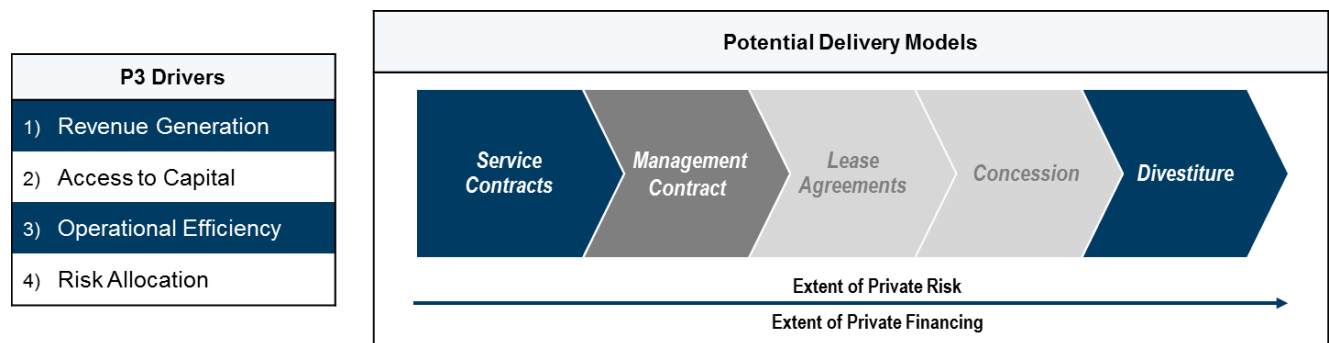 P3 Drivers
1) Revenue Generation
2) Access to Capital
3) Operational Efficiency
4) Risk Allocation
Potential Delivery Models
Service
Contracts
Management
Contract
Lease
Agreements
Concession
Divestiture
Extent of Private Risk
Extent of Private Financing